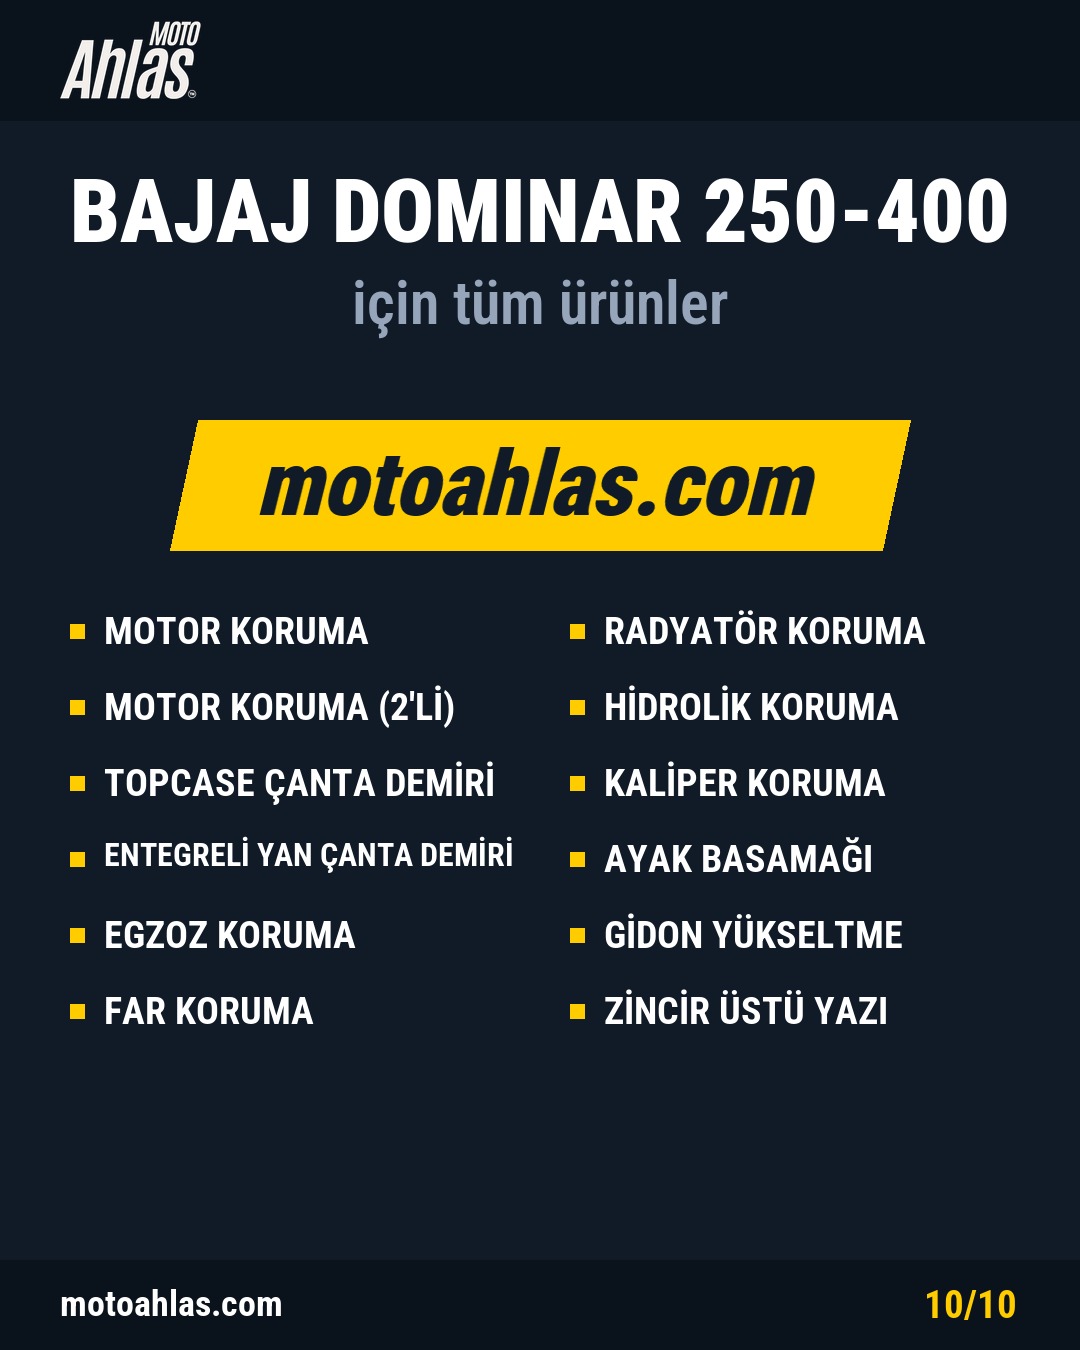 MOTO
Ahlas™
BAJAJ DOMINAR 250-400
için tüm ürünler
motoahlas.com
MOTOR KORUMA
MOTOR KORUMA (2'Lİ)
TOPCASE ÇANTA DEMİRİ
ENTEGRELİ YAN ÇANTA DEMİRİ
EGZOZ KORUMA
FAR KORUMA
RADYATÖR KORUMA
HİDROLİK KORUMA
KALİPER KORUMA
AYAK BASAMAĞI
GİDON YÜKSELTME
ZİNCİR ÜSTÜ YAZI
motoahlas.com
10/10